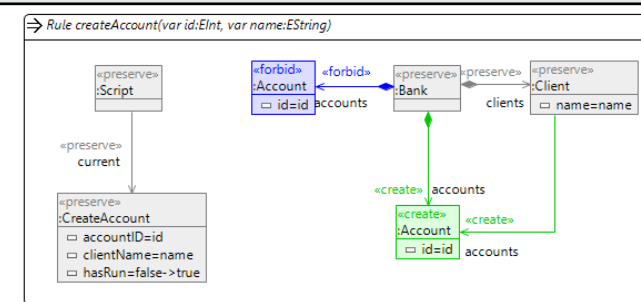 Rule createAccount(var id:EInt, var name:EString)
«preserve»
:Script
«forbid»
:Account
id=id
«forbid»
accounts
«preserve»
:Bank
«preserve»
clients
«preserve»
:Client
name=name
«preserve»
current
«preserve»
:CreateAccount
accountID=id
clientName=name
hasRun=false->true
«create»
accounts
«create»
:Account
id=id
«create»
accounts